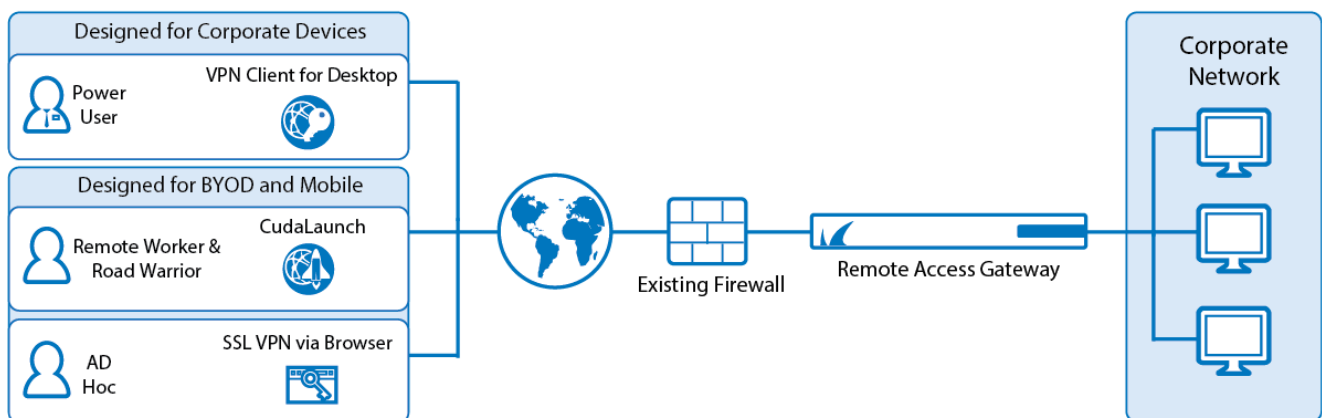 Designed for Corporate Devices
VPN Client for Desktop
Power
User
Designed for BYOD and Mobile
CudaLaunch
Remote Worker &
Road Warrior
SSL VPN via Browser
AD
Hoc
Existing Firewall
Remote Access Gateway
Corporate
Network